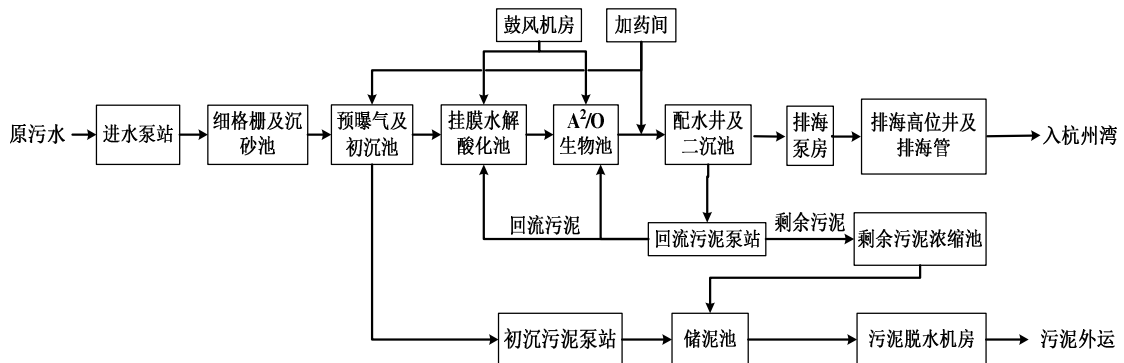 鼓风机房
加药间
原污水
进水泵站
细格栅及沉
砂池
预曝气及
初沉池
挂膜水解
酸化池
A²/O
生物池
配水井及
二沉池
排海
泵房
排海高位井及
排海管
入杭州湾
回流污泥
回流污泥泵站
剩余污泥
剩余污泥浓缩池
初沉污泥泵站
储泥池
污泥脱水机房
污泥外运